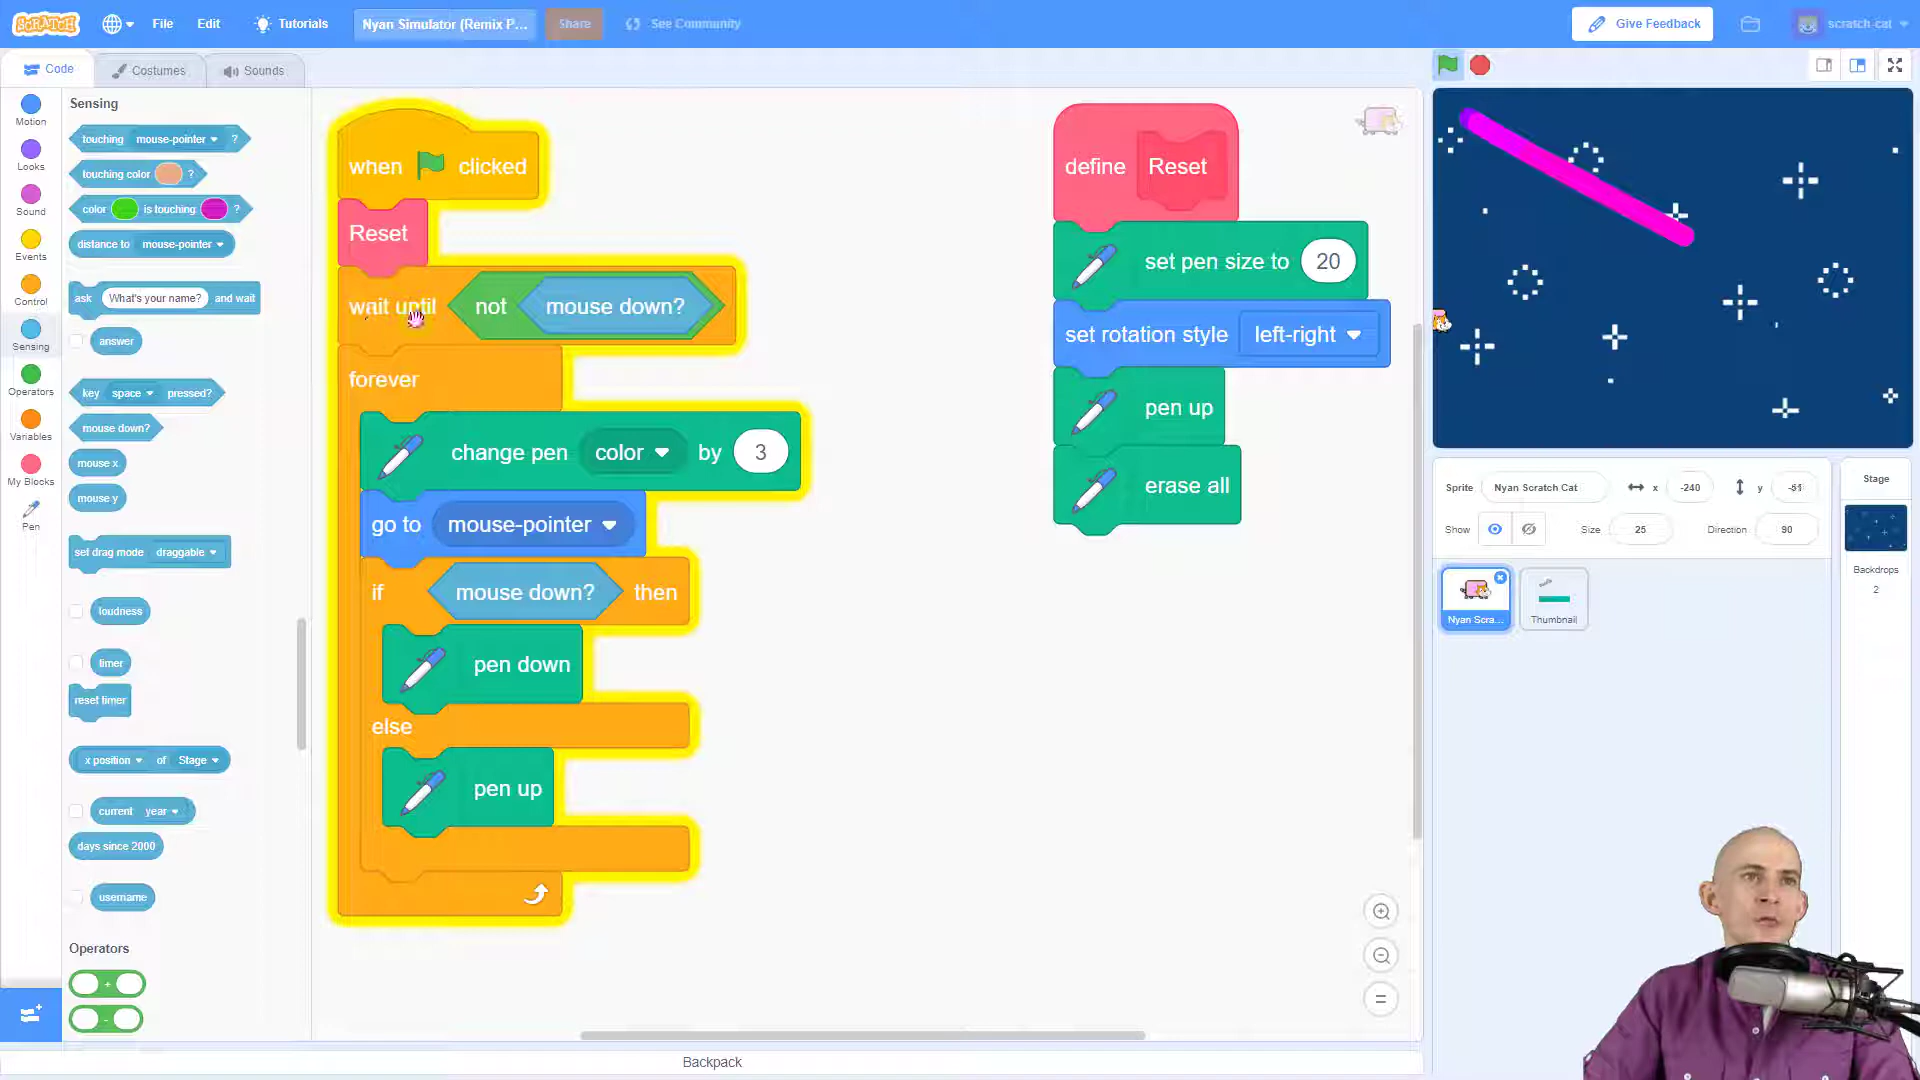 SCRATCH
File
Edit
Tutorials
Nyan Simulator (Remix P...
Share
See Community
Give Feedback
scratch-cat
Code
Costumes
Sounds
Motion
Looks
Sound
Events
Control
Sensing
Operators
Variables
My Blocks
Pen
Sensing
touching mouse-pointer ?
touching color ?
color is touching ?
distance to mouse-pointer
ask What's your name? and wait
answer
key space pressed?
mouse down?
mouse x
mouse y
set drag mode draggable
loudness
timer
reset timer
x position of Stage
current year
days since 2000
username
Operators
+
-
when clicked
Reset
wait until not mouse down?
forever
change pen color by 3
go to mouse-pointer
if mouse down? then
pen down
else
pen up
define Reset
set pen size to 20
set rotation style left-right
pen up
erase all
Sprite Nyan Scratch Cat x -240 y -51
Show Size 25 Direction 90
Nyan Scra...
Thumbnail
Stage
Backdrops
2
Backpack